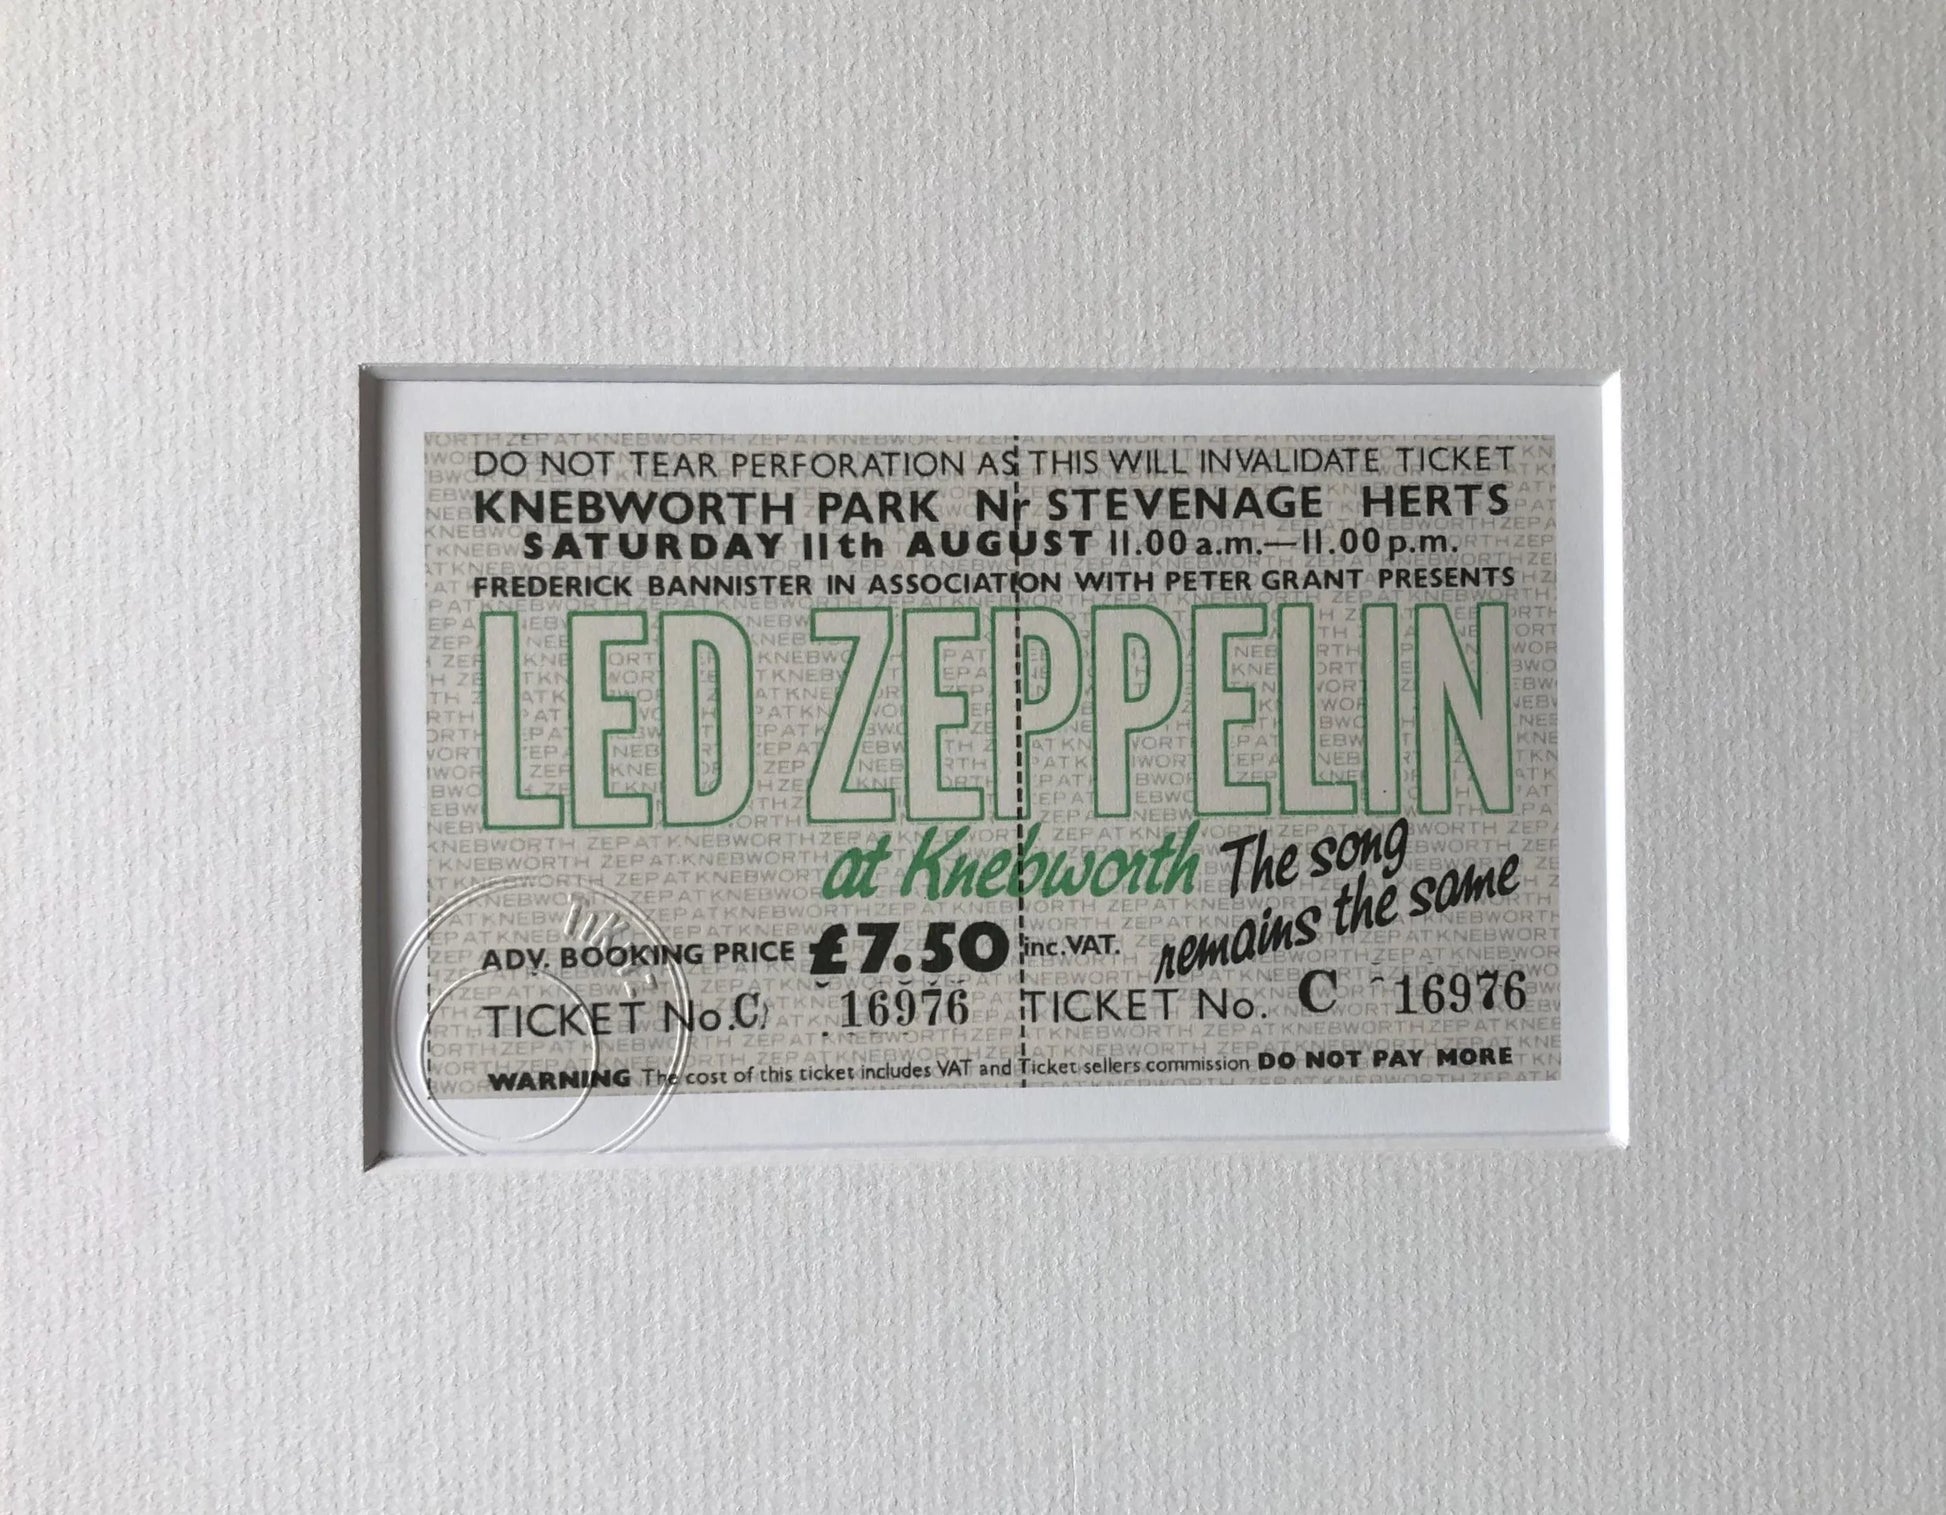 DO NOT TEAR PERFORATION AS THIS WILL INVALIDATE TICKET
KNEBWORTH PARK Nr STEVENAGE HERTS
SATURDAY 11th AUGUST 11.00 a.m.—11.00 p.m.
FREDERICK BANNISTER IN ASSOCIATION WITH PETER GRANT PRESENTS
LED ZEPPELIN
at Knebworth
The song
remains the same
ADV. BOOKING PRICE £7.50 inc. VAT.
TICKET No. C 16976 TICKET No. C 16976
WARNING The cost of this ticket includes VAT and Ticket sellers commission DO NOT PAY MORE